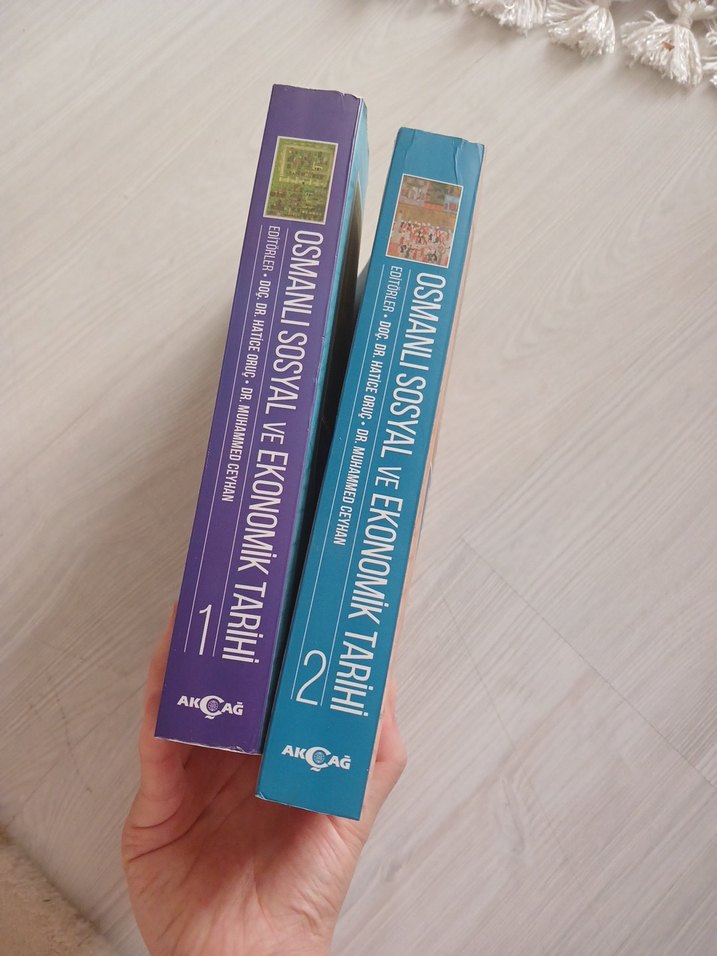 OSMANLI SOSYAL VE EKONOMİK TARİHİ
EDİTÖRLER • DOÇ. DR. HATİCE ORUÇ • DR. MUHAMMED CEYHAN
1
AKÇAĞ
OSMANLI SOSYAL VE EKONOMİK TARİHİ
EDİTÖRLER • DOÇ. DR. HATİCE ORUÇ • DR. MUHAMMED CEYHAN
2
AKÇAĞ